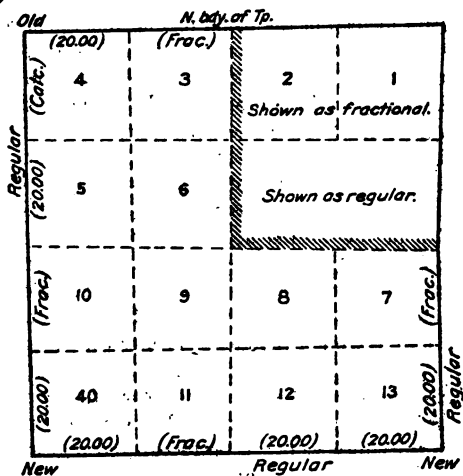 Old N. bdy. of Tp.
(20.00) (Frac.)
(Calc.) 4 3 2 1
Shown as fractional.
Regular
(20.00) 5 6 Shown as regular.
(Frac.) 10 9 8 7 (Frac.)
(20.00) 40 11 12 13 (20.00) Regular
(20.00) (Frac.) (20.00) (20.00)
New Regular New